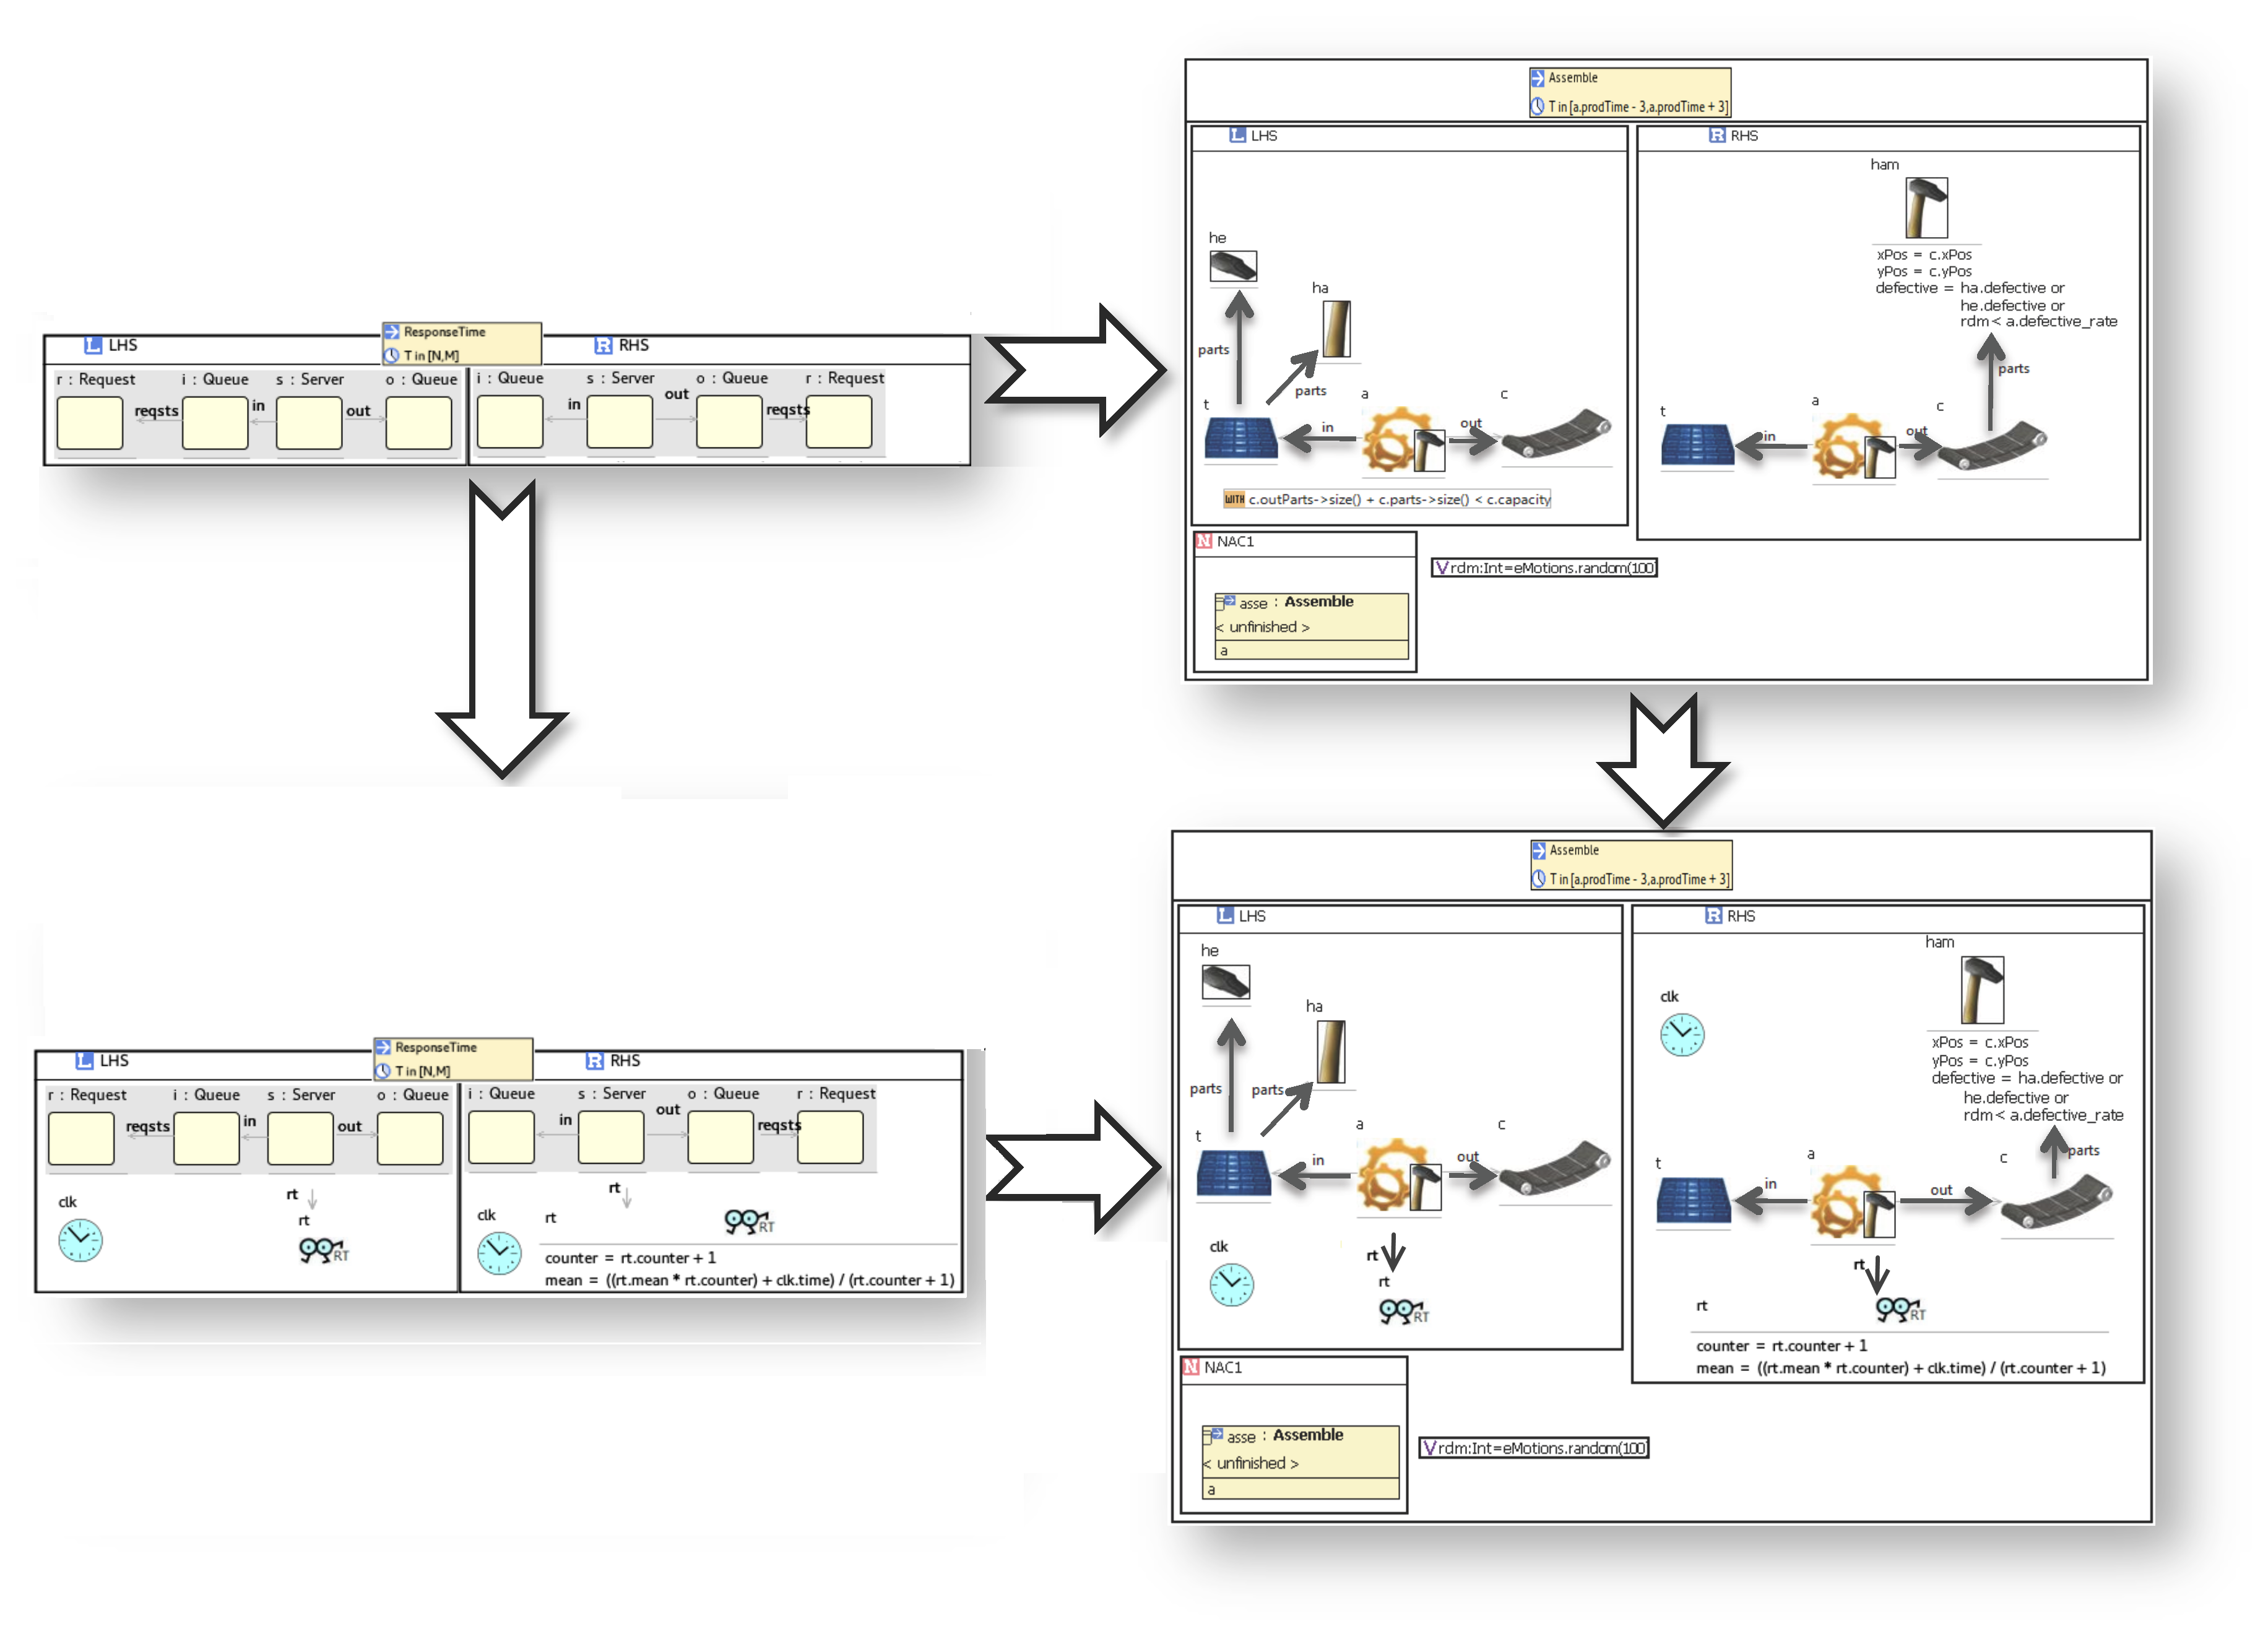 ResponseTime
T in [N,M]
L LHS
R RHS
r : Request i : Queue s : Server o : Queue
reqsts in out
i : Queue s : Server o : Queue r : Request
in out reqsts
Assemble
T in [a.prodTime - 3,a.prodTime + 3]
L LHS
he
ha
parts
parts
t a c
in out
WITH c.outParts->size() + c.parts->size() < c.capacity
R RHS
ham
xPos = c.xPos
yPos = c.yPos
defective = ha.defective or
he.defective or
rdm < a.defective_rate
parts
t a c
in out
N NAC1
asse : Assemble
< unfinished >
a
V rdm:Int=eMotions.random(100)
ResponseTime
T in [N,M]
L LHS
R RHS
r : Request i : Queue s : Server o : Queue
reqsts in out
clk
rt
rt
RT
i : Queue s : Server o : Queue r : Request
in out reqsts
rt
clk
rt
RT
counter = rt.counter + 1
mean = ((rt.mean * rt.counter) + clk.time) / (rt.counter + 1)
Assemble
T in [a.prodTime - 3,a.prodTime + 3]
L LHS
he
ha
parts parts
t a c
in out
clk
rt
rt
RT
R RHS
ham
clk
xPos = c.xPos
yPos = c.yPos
defective = ha.defective or
he.defective or
rdm < a.defective_rate
parts
t a c
in out
rt
rt
RT
counter = rt.counter + 1
mean = ((rt.mean * rt.counter) + clk.time) / (rt.counter + 1)
N NAC1
asse : Assemble
< unfinished >
a
V rdm:Int=eMotions.random(100)